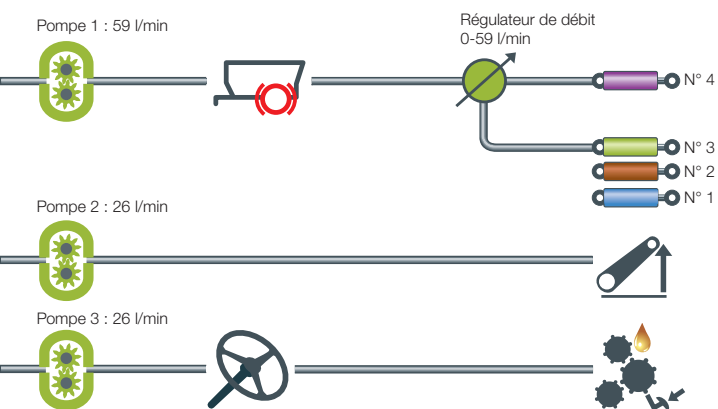 Pompe 1 : 59 l/min
Régulateur de débit
0-59 l/min
N° 4
N° 3
N° 2
N° 1
Pompe 2 : 26 l/min
Pompe 3 : 26 l/min